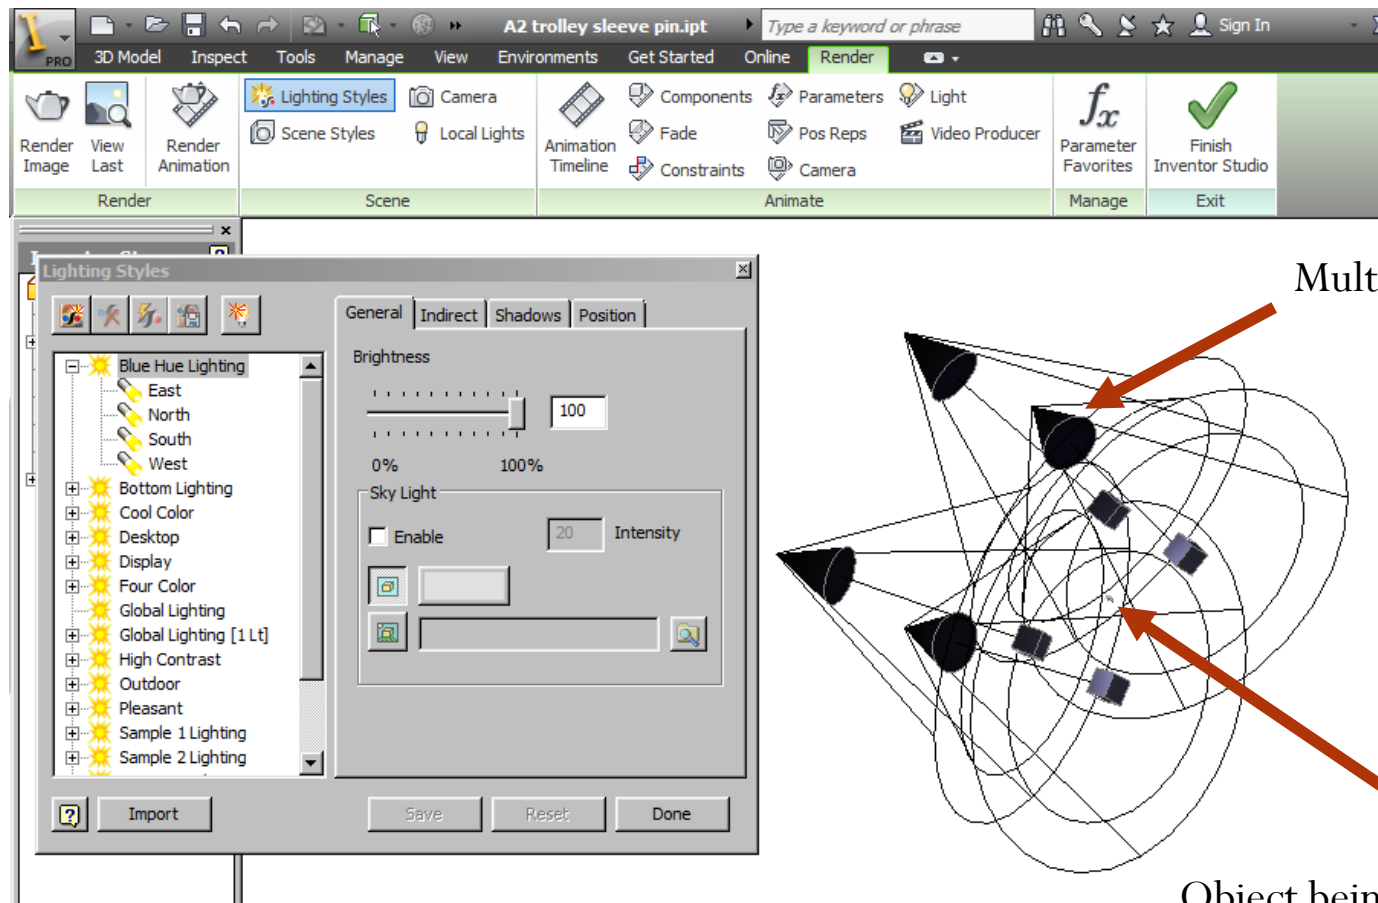 PRO
A2 trolley sleeve pin.ipt
Type a keyword or phrase
Sign In
3D Model Inspect Tools Manage View Environments Get Started Online Render
Render Image
View Last
Render Animation
Lighting Styles
Camera
Scene Styles
Local Lights
Animation Timeline
Components
Parameters
Light
Fade
Pos Reps
Video Producer
Constraints
Camera
fx
Parameter Favorites
Finish Inventor Studio
Render
Scene
Animate
Manage
Exit
Lighting Styles
General Indirect Shadows Position
Blue Hue Lighting
East
North
South
West
Bottom Lighting
Cool Color
Desktop
Display
Four Color
Global Lighting
Global Lighting [1 Lt]
High Contrast
Outdoor
Pleasant
Sample 1 Lighting
Sample 2 Lighting
Brightness
100
0% 100%
Sky Light
Enable
20 Intensity
Import
Save
Reset
Done
Mult
Object bein